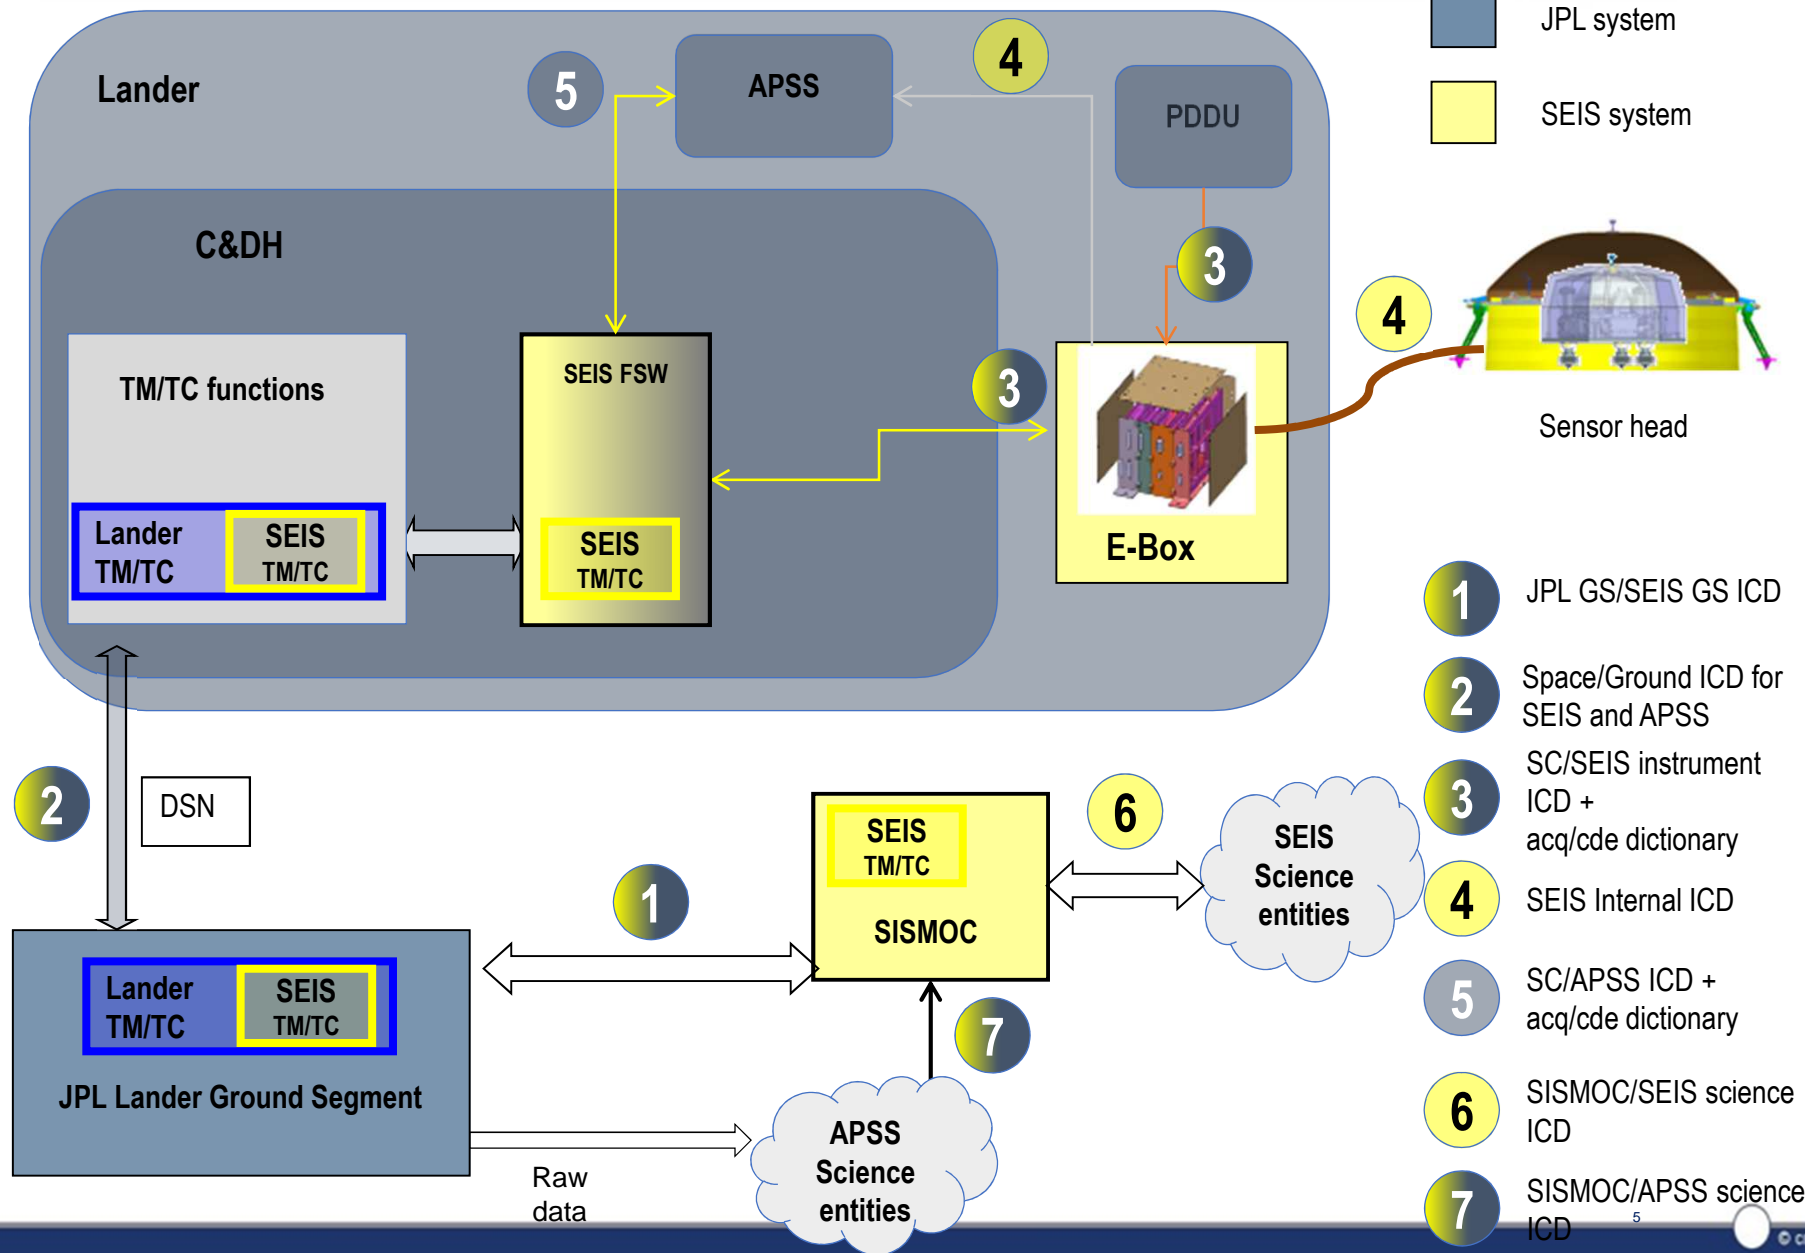 JPL system
SEIS system
Lander
5
APSS
4
PDDU
C&DH
3
4
TM/TC functions
SEIS FSW
3
Sensor head
Lander
TM/TC
SEIS
TM/TC
SEIS
TM/TC
E-Box
1
JPL GS/SEIS GS ICD
2
Space/Ground ICD for
SEIS and APSS
3
SC/SEIS instrument
ICD +
acq/cde dictionary
4
SEIS Internal ICD
5
SC/APSS ICD +
acq/cde dictionary
6
SISMOC/SEIS science
ICD
7
SISMOC/APSS science
ICD
2
DSN
1
SEIS
TM/TC
SISMOC
6
SEIS
Science
entities
Lander
TM/TC
SEIS
TM/TC
JPL Lander Ground Segment
7
Raw
data
APSS
Science
entities
5
©